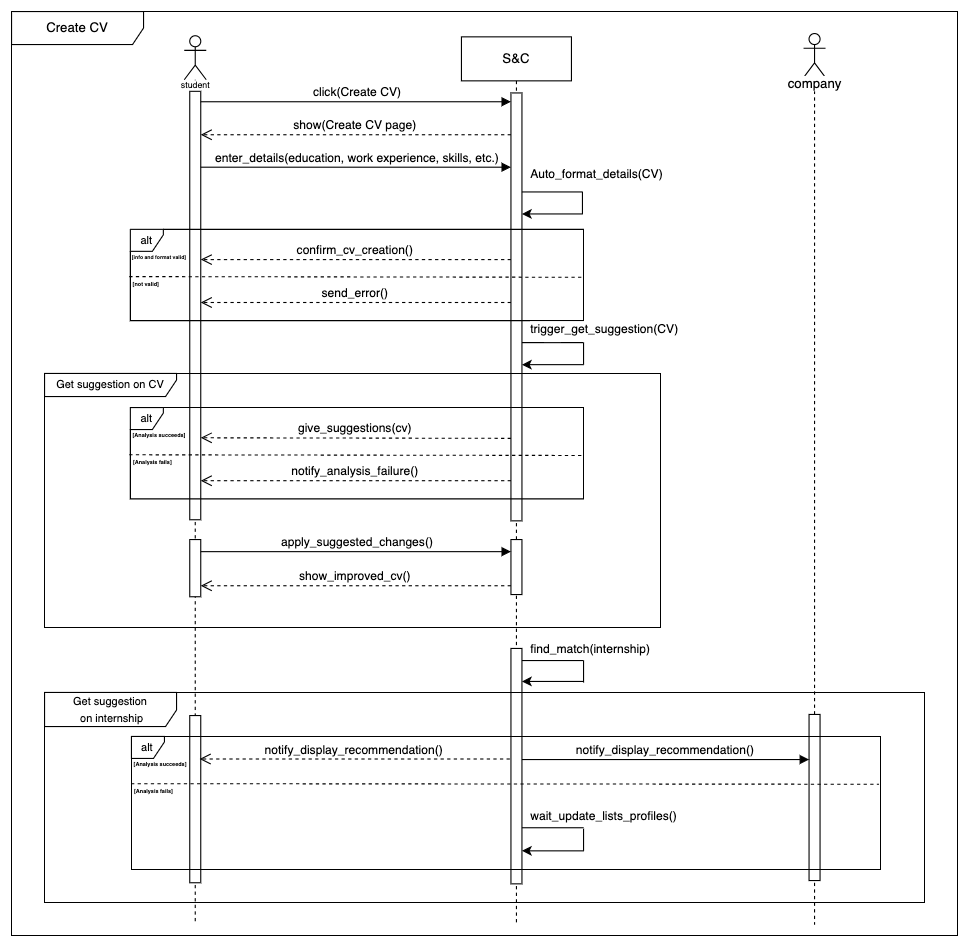 Create CV
student
S&C
company
click(Create CV)
show(Create CV page)
enter_details(education, work experience, skills, etc.)
Auto_format_details(CV)
alt
[info and format valid]
confirm_cv_creation()
[not valid]
send_error()
trigger_get_suggestion(CV)
Get suggestion on CV
alt
[Analysis succeeds]
give_suggestions(cv)
[Analysis fails]
notify_analysis_failure()
apply_suggested_changes()
show_improved_cv()
find_match(internship)
Get suggestion
on internship
alt
[Analysis succeeds]
notify_display_recommendation()
notify_display_recommendation()
[Analysis fails]
wait_update_lists_profiles()